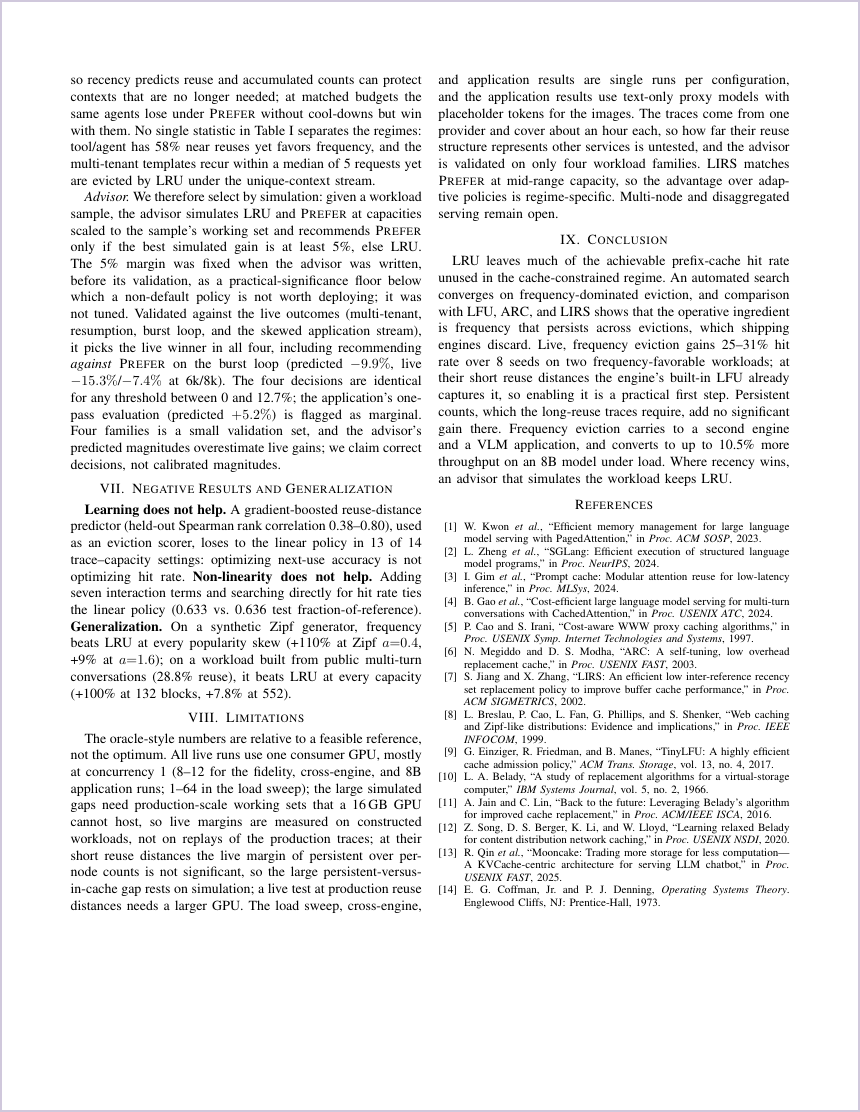 so recency predicts reuse and accumulated counts can protect
contexts that are no longer needed; at matched budgets the
same agents lose under PREFER without cool-downs but win
with them. No single statistic in Table I separates the regimes:
tool/agent has 58% near reuses yet favors frequency, and the
multi-tenant templates recur within a median of 5 requests yet
are evicted by LRU under the unique-context stream.
Advisor. We therefore select by simulation: given a workload
sample, the advisor simulates LRU and PREFER at capacities
scaled to the sample's working set and recommends PREFER
only if the best simulated gain is at least 5%, else LRU.
The 5% margin was fixed when the advisor was written,
before its validation, as a practical-significance floor below
which a non-default policy is not worth deploying; it was
not tuned. Validated against the live outcomes (multi-tenant,
resumption, burst loop, and the skewed application stream),
it picks the live winner in all four, including recommending
against PREFER on the burst loop (predicted −9.9%, live
−15.3%/−7.4% at 6k/8k). The four decisions are identical
for any threshold between 0 and 12.7%; the application's one-
pass evaluation (predicted +5.2%) is flagged as marginal.
Four families is a small validation set, and the advisor's
predicted magnitudes overestimate live gains; we claim correct
decisions, not calibrated magnitudes.
VII. NEGATIVE RESULTS AND GENERALIZATION
Learning does not help. A gradient-boosted reuse-distance
predictor (held-out Spearman rank correlation 0.38–0.80), used
as an eviction scorer, loses to the linear policy in 13 of 14
trace–capacity settings: optimizing next-use accuracy is not
optimizing hit rate. Non-linearity does not help. Adding
seven interaction terms and searching directly for hit rate ties
the linear policy (0.633 vs. 0.636 test fraction-of-reference).
Generalization. On a synthetic Zipf generator, frequency
beats LRU at every popularity skew (+110% at Zipf a=0.4,
+9% at a=1.6); on a workload built from public multi-turn
conversations (28.8% reuse), it beats LRU at every capacity
(+100% at 132 blocks, +7.8% at 552).
VIII. LIMITATIONS
The oracle-style numbers are relative to a feasible reference,
not the optimum. All live runs use one consumer GPU, mostly
at concurrency 1 (8–12 for the fidelity, cross-engine, and 8B
application runs; 1–64 in the load sweep); the large simulated
gaps need production-scale working sets that a 16 GB GPU
cannot host, so live margins are measured on constructed
workloads, not on replays of the production traces; at their
short reuse distances the live margin of persistent over per-
node counts is not significant, so the large persistent-versus-
in-cache gap rests on simulation; a live test at production reuse
distances needs a larger GPU. The load sweep, cross-engine,
and application results are single runs per configuration,
and the application results use text-only proxy models with
placeholder tokens for the images. The traces come from one
provider and cover about an hour each, so how far their reuse
structure represents other services is untested, and the advisor
is validated on only four workload families. LIRS matches
PREFER at mid-range capacity, so the advantage over adap-
tive policies is regime-specific. Multi-node and disaggregated
serving remain open.
IX. CONCLUSION
LRU leaves much of the achievable prefix-cache hit rate
unused in the cache-constrained regime. An automated search
converges on frequency-dominated eviction, and comparison
with LFU, ARC, and LIRS shows that the operative ingredient
is frequency that persists across evictions, which shipping
engines discard. Live, frequency eviction gains 25–31% hit
rate over 8 seeds on two frequency-favorable workloads; at
their short reuse distances the engine's built-in LFU already
captures it, so enabling it is a practical first step. Persistent
counts, which the long-reuse traces require, add no significant
gain there. Frequency eviction carries to a second engine
and a VLM application, and converts to up to 10.5% more
throughput on an 8B model under load. Where recency wins,
an advisor that simulates the workload keeps LRU.
REFERENCES
[1] W. Kwon et al., “Efficient memory management for large language
model serving with PagedAttention,” in Proc. ACM SOSP, 2023.
[2] L. Zheng et al., “SGLang: Efficient execution of structured language
model programs,” in Proc. NeurIPS, 2024.
[3] I. Gim et al., “Prompt cache: Modular attention reuse for low-latency
inference,” in Proc. MLSys, 2024.
[4] B. Gao et al., “Cost-efficient large language model serving for multi-turn
conversations with CachedAttention,” in Proc. USENIX ATC, 2024.
[5] P. Cao and S. Irani, “Cost-aware WWW proxy caching algorithms,” in
Proc. USENIX Symp. Internet Technologies and Systems, 1997.
[6] N. Megiddo and D. S. Modha, “ARC: A self-tuning, low overhead
replacement cache,” in Proc. USENIX FAST, 2003.
[7] S. Jiang and X. Zhang, “LIRS: An efficient low inter-reference recency
set replacement policy to improve buffer cache performance,” in Proc.
ACM SIGMETRICS, 2002.
[8] L. Breslau, P. Cao, L. Fan, G. Phillips, and S. Shenker, “Web caching
and Zipf-like distributions: Evidence and implications,” in Proc. IEEE
INFOCOM, 1999.
[9] G. Einziger, R. Friedman, and B. Manes, “TinyLFU: A highly efficient
cache admission policy,” ACM Trans. Storage, vol. 13, no. 4, 2017.
[10] L. A. Belady, “A study of replacement algorithms for a virtual-storage
computer,” IBM Systems Journal, vol. 5, no. 2, 1966.
[11] A. Jain and C. Lin, “Back to the future: Leveraging Belady's algorithm
for improved cache replacement,” in Proc. ACM/IEEE ISCA, 2016.
[12] Z. Song, D. S. Berger, K. Li, and W. Lloyd, “Learning relaxed Belady
for content distribution network caching,” in Proc. USENIX NSDI, 2020.
[13] R. Qin et al., “Mooncake: Trading more storage for less computation—
A KVCache-centric architecture for serving LLM chatbot,” in Proc.
USENIX FAST, 2025.
[14] E. G. Coffman, Jr. and P. J. Denning, Operating Systems Theory.
Englewood Cliffs, NJ: Prentice-Hall, 1973.